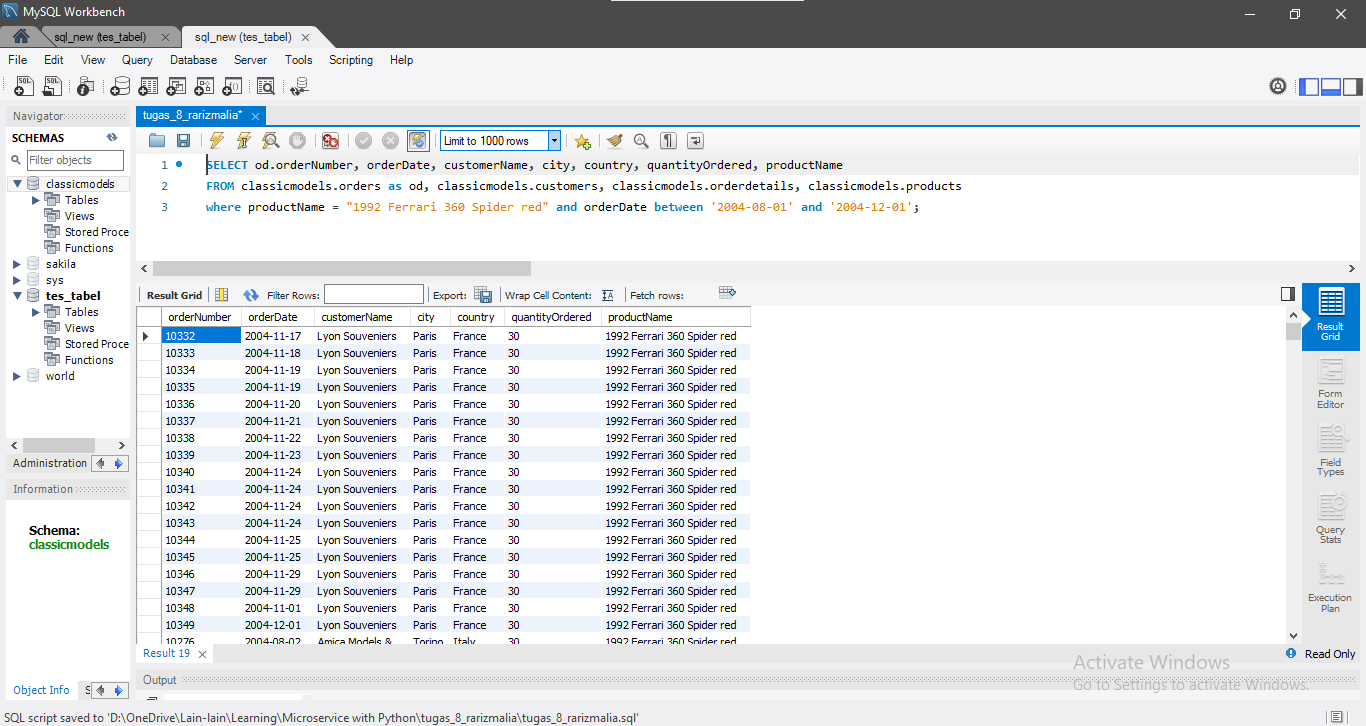 MySQL Workbench
sql_new (tes_tabel)
sql_new (tes_tabel)
File Edit View Query Database Server Tools Scripting Help
Navigator
SCHEMAS
Filter objects
classicmodels
Tables
Views
Stored Proce
Functions
sakila
sys
tes_tabel
Tables
Views
Stored Proce
Functions
world
Administration
Information
Schema:
classicmodels
Object Info S
tugas_8_rarizmalia*
Limit to 1000 rows
1 SELECT od.orderNumber, orderDate, customerName, city, country, quantityOrdered, productName
2 FROM classicmodels.orders as od, classicmodels.customers, classicmodels.orderdetails, classicmodels.products
3 where productName = "1992 Ferrari 360 Spider red" and orderDate between '2004-08-01' and '2004-12-01';
Result Grid Filter Rows: Export: Wrap Cell Content: Fetch rows:
orderNumber orderDate customerName city country quantityOrdered productName
10332 2004-11-17 Lyon Souveniers Paris France 30 1992 Ferrari 360 Spider red
10333 2004-11-18 Lyon Souveniers Paris France 30 1992 Ferrari 360 Spider red
10334 2004-11-19 Lyon Souveniers Paris France 30 1992 Ferrari 360 Spider red
10335 2004-11-19 Lyon Souveniers Paris France 30 1992 Ferrari 360 Spider red
10336 2004-11-20 Lyon Souveniers Paris France 30 1992 Ferrari 360 Spider red
10337 2004-11-21 Lyon Souveniers Paris France 30 1992 Ferrari 360 Spider red
10338 2004-11-22 Lyon Souveniers Paris France 30 1992 Ferrari 360 Spider red
10339 2004-11-23 Lyon Souveniers Paris France 30 1992 Ferrari 360 Spider red
10340 2004-11-24 Lyon Souveniers Paris France 30 1992 Ferrari 360 Spider red
10341 2004-11-24 Lyon Souveniers Paris France 30 1992 Ferrari 360 Spider red
10342 2004-11-24 Lyon Souveniers Paris France 30 1992 Ferrari 360 Spider red
10343 2004-11-24 Lyon Souveniers Paris France 30 1992 Ferrari 360 Spider red
10344 2004-11-25 Lyon Souveniers Paris France 30 1992 Ferrari 360 Spider red
10345 2004-11-25 Lyon Souveniers Paris France 30 1992 Ferrari 360 Spider red
10346 2004-11-29 Lyon Souveniers Paris France 30 1992 Ferrari 360 Spider red
10347 2004-11-29 Lyon Souveniers Paris France 30 1992 Ferrari 360 Spider red
10348 2004-11-01 Lyon Souveniers Paris France 30 1992 Ferrari 360 Spider red
10349 2004-12-01 Lyon Souveniers Paris France 30 1992 Ferrari 360 Spider red
10276 2004-08-02 Amica Models & Torino Italy 30 1992 Ferrari 360 Spider red
Result Grid
Form Editor
Field Types
Query Stats
Execution Plan
Result 19
Read Only
Output
Activate Windows
Go to Settings to activate Windows.
SQL script saved to 'D:\OneDrive\Lain-lain\Learning\Microservice with Python\tugas_8_rarizmalia\tugas_8_rarizmalia.sql'